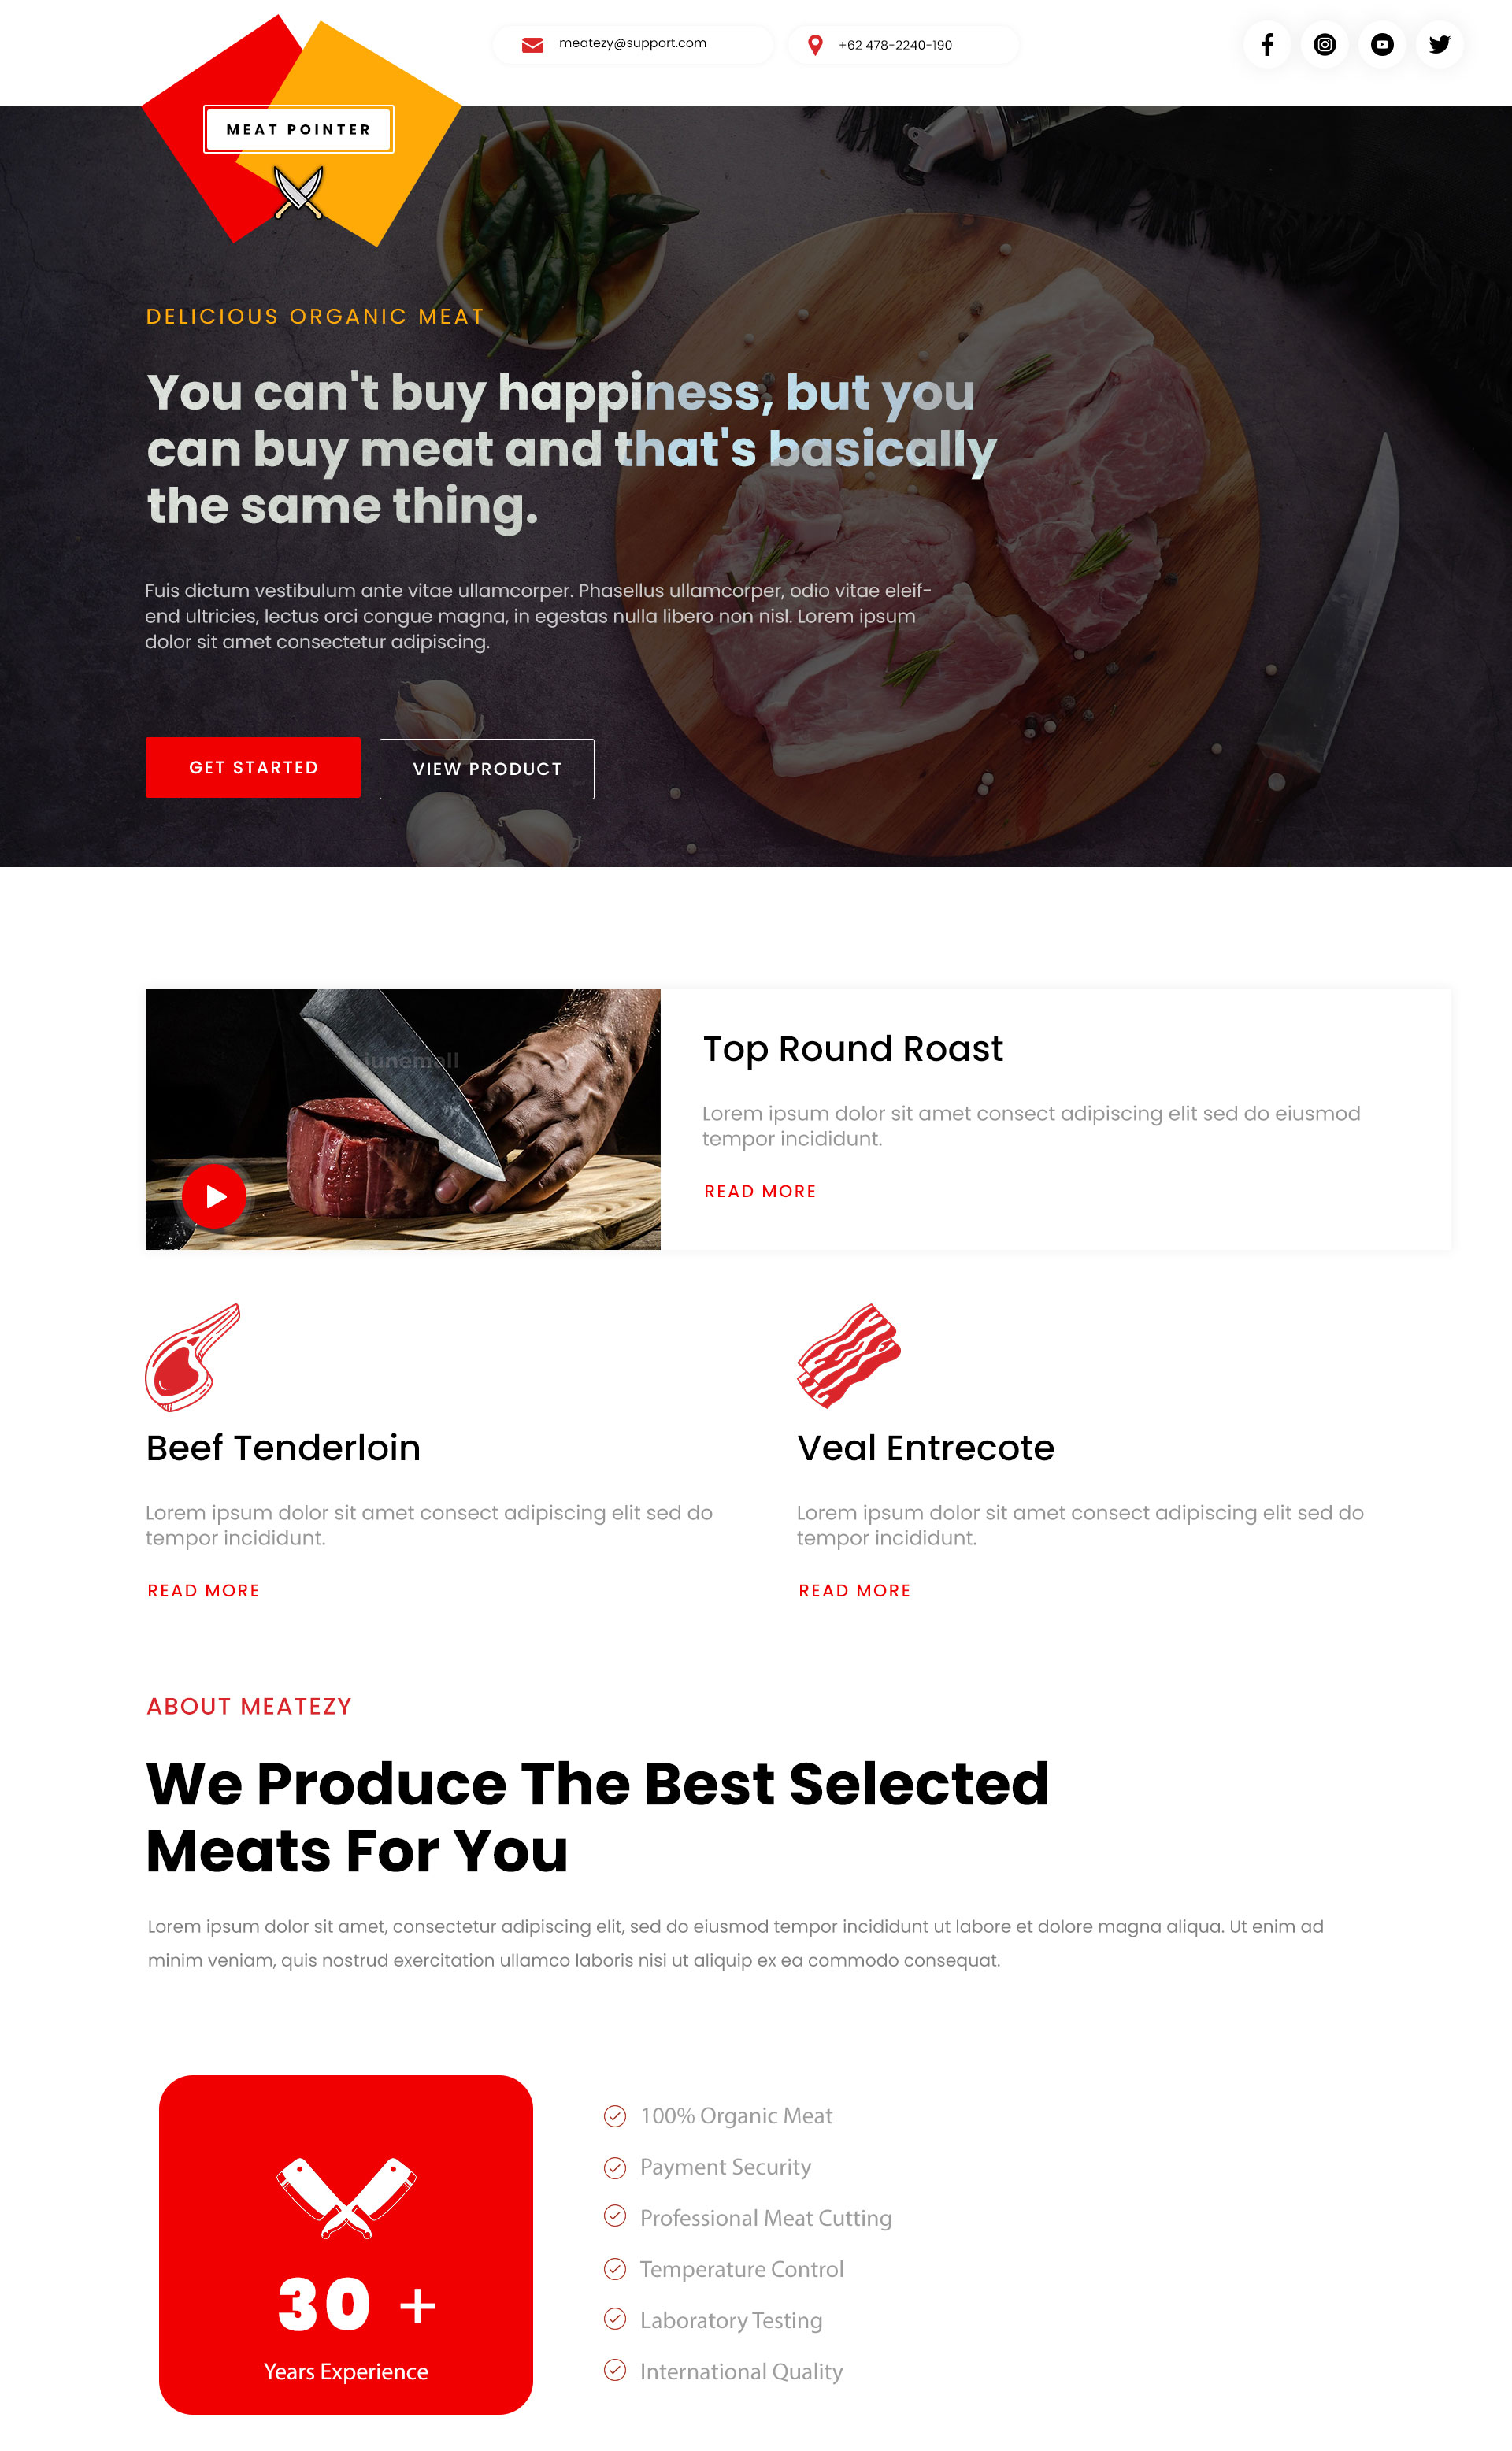 meatezy@support.com
+62 478-2240-190
MEAT POINTER
DELICIOUS ORGANIC MEAT
You can't buy happiness, but you
can buy meat and that's basically
the same thing.
Fuis dictum vestibulum ante vitae ullamcorper. Phasellus ullamcorper, odio vitae eleif-
end ultricies, lectus orci congue magna, in egestas nulla libero non nisl. Lorem ipsum
dolor sit amet consectetur adipiscing.
GET STARTED
VIEW PRODUCT
junemall
Top Round Roast
Lorem ipsum dolor sit amet consect adipiscing elit sed do eiusmod
tempor incididunt.
READ MORE
Beef Tenderloin
Lorem ipsum dolor sit amet consect adipiscing elit sed do
tempor incididunt.
READ MORE
Veal Entrecote
Lorem ipsum dolor sit amet consect adipiscing elit sed do
tempor incididunt.
READ MORE
ABOUT MEATEZY
We Produce The Best Selected
Meats For You
Lorem ipsum dolor sit amet, consectetur adipiscing elit, sed do eiusmod tempor incididunt ut labore et dolore magna aliqua. Ut enim ad
minim veniam, quis nostrud exercitation ullamco laboris nisi ut aliquip ex ea commodo consequat.
30 +
Years Experience
100% Organic Meat
Payment Security
Professional Meat Cutting
Temperature Control
Laboratory Testing
International Quality